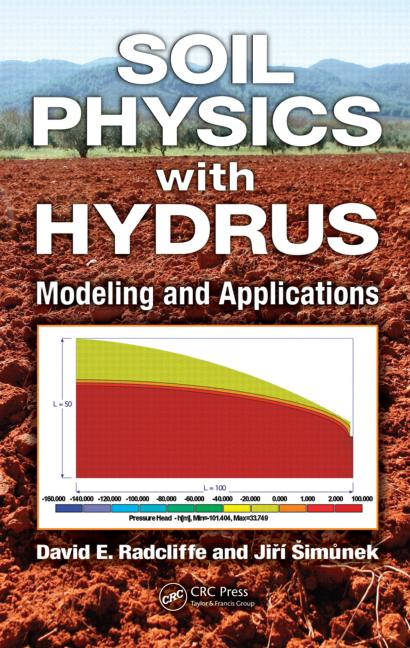 SOIL
PHYSICS
with
HYDRUS
Modeling and Applications
L = 50
L = 100
-160,000 -140,000 -120,000 -100,000 -80,000 -60,000 -40,000 -20,000 0,000 1,000 2,000 100,000
Pressure Head - h[m], Min=-101.404, Max=33.749
David E. Radcliffe and Jiří Šimůnek
CRC
CRC Press
Taylor & Francis Group